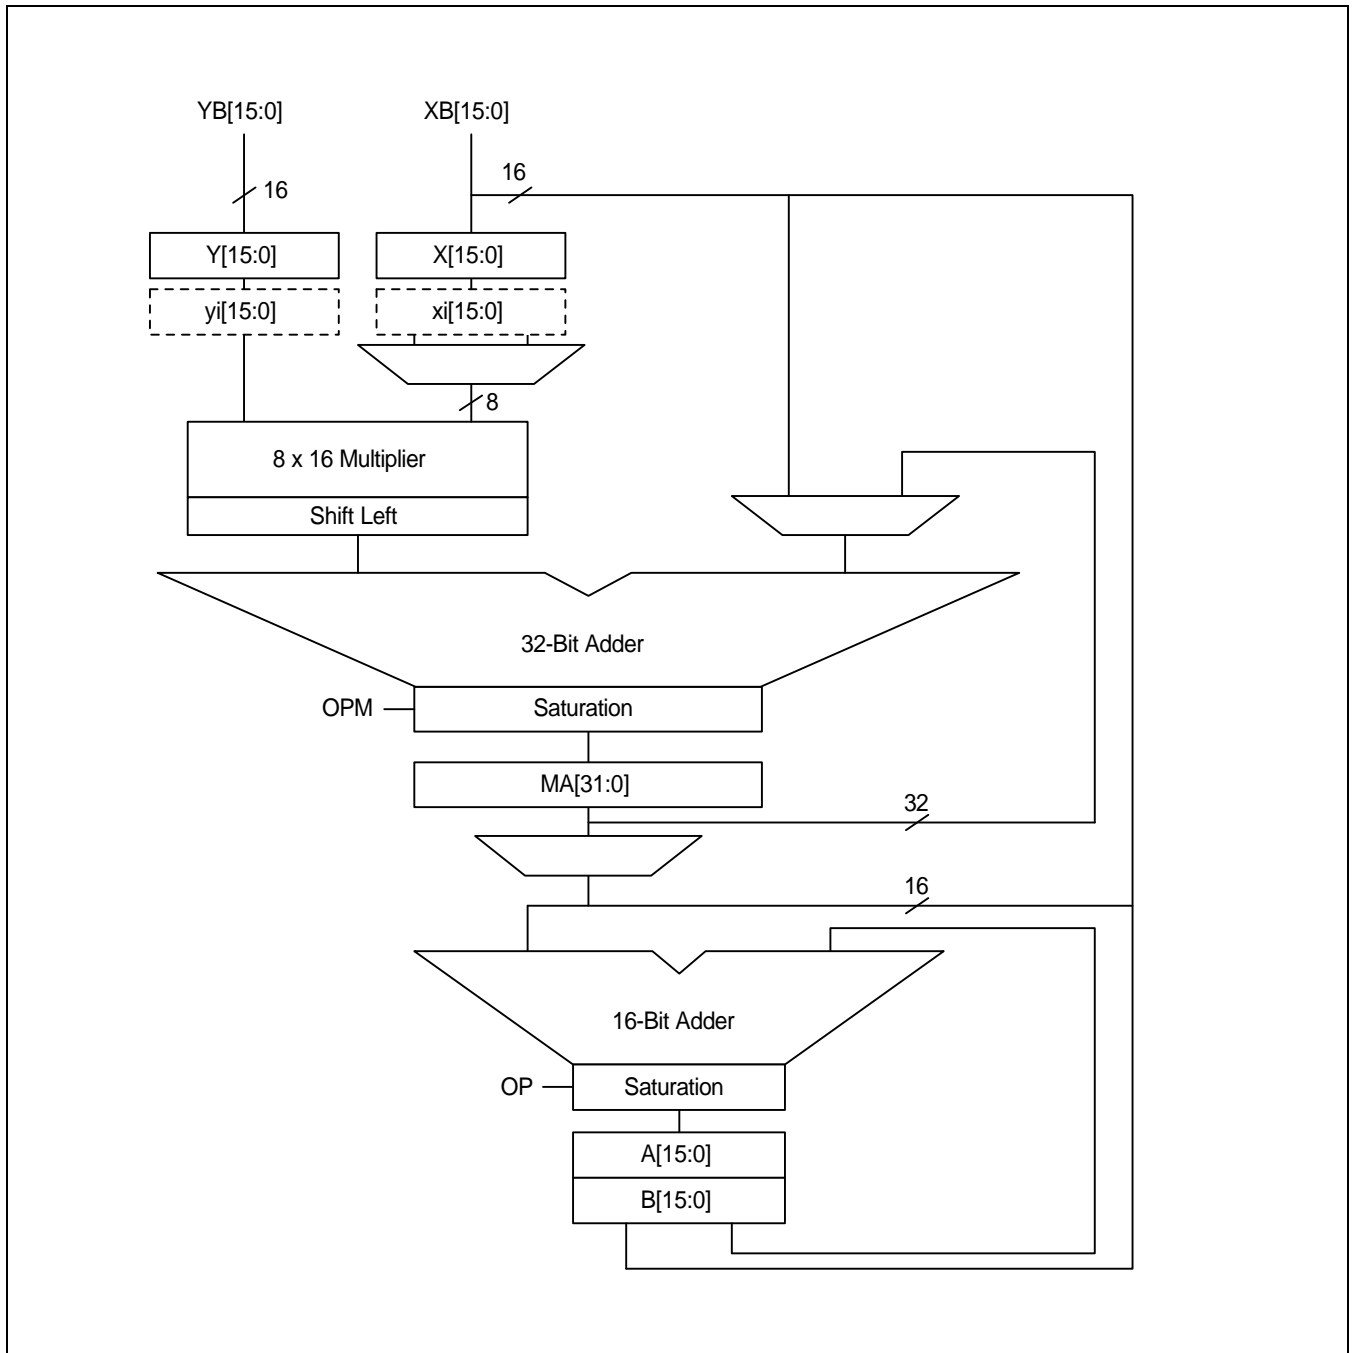 YB[15:0]
XB[15:0]
16
16
Y[15:0]
X[15:0]
yi[15:0]
xi[15:0]
8
8 x 16 Multiplier
Shift Left
32-Bit Adder
OPM
Saturation
MA[31:0]
32
16
16-Bit Adder
OP
Saturation
A[15:0]
B[15:0]